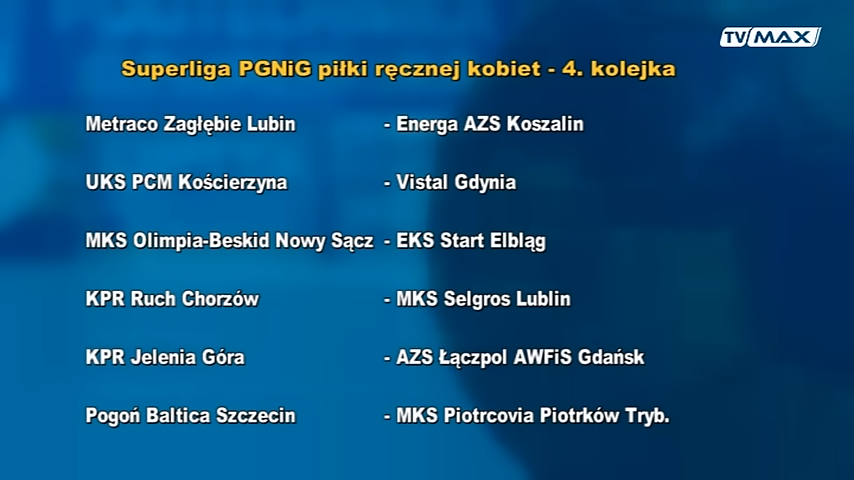 TV MAX
Superliga PGNiG piłki ręcznej kobiet - 4. kolejka
Metraco Zagłębie Lubin - Energa AZS Koszalin
UKS PCM Kościerzyna - Vistal Gdynia
MKS Olimpia-Beskid Nowy Sącz - EKS Start Elbląg
KPR Ruch Chorzów - MKS Selgros Lublin
KPR Jelenia Góra - AZS Łączpol AWFiS Gdańsk
Pogoń Baltica Szczecin - MKS Piotrcovia Piotrków Tryb.